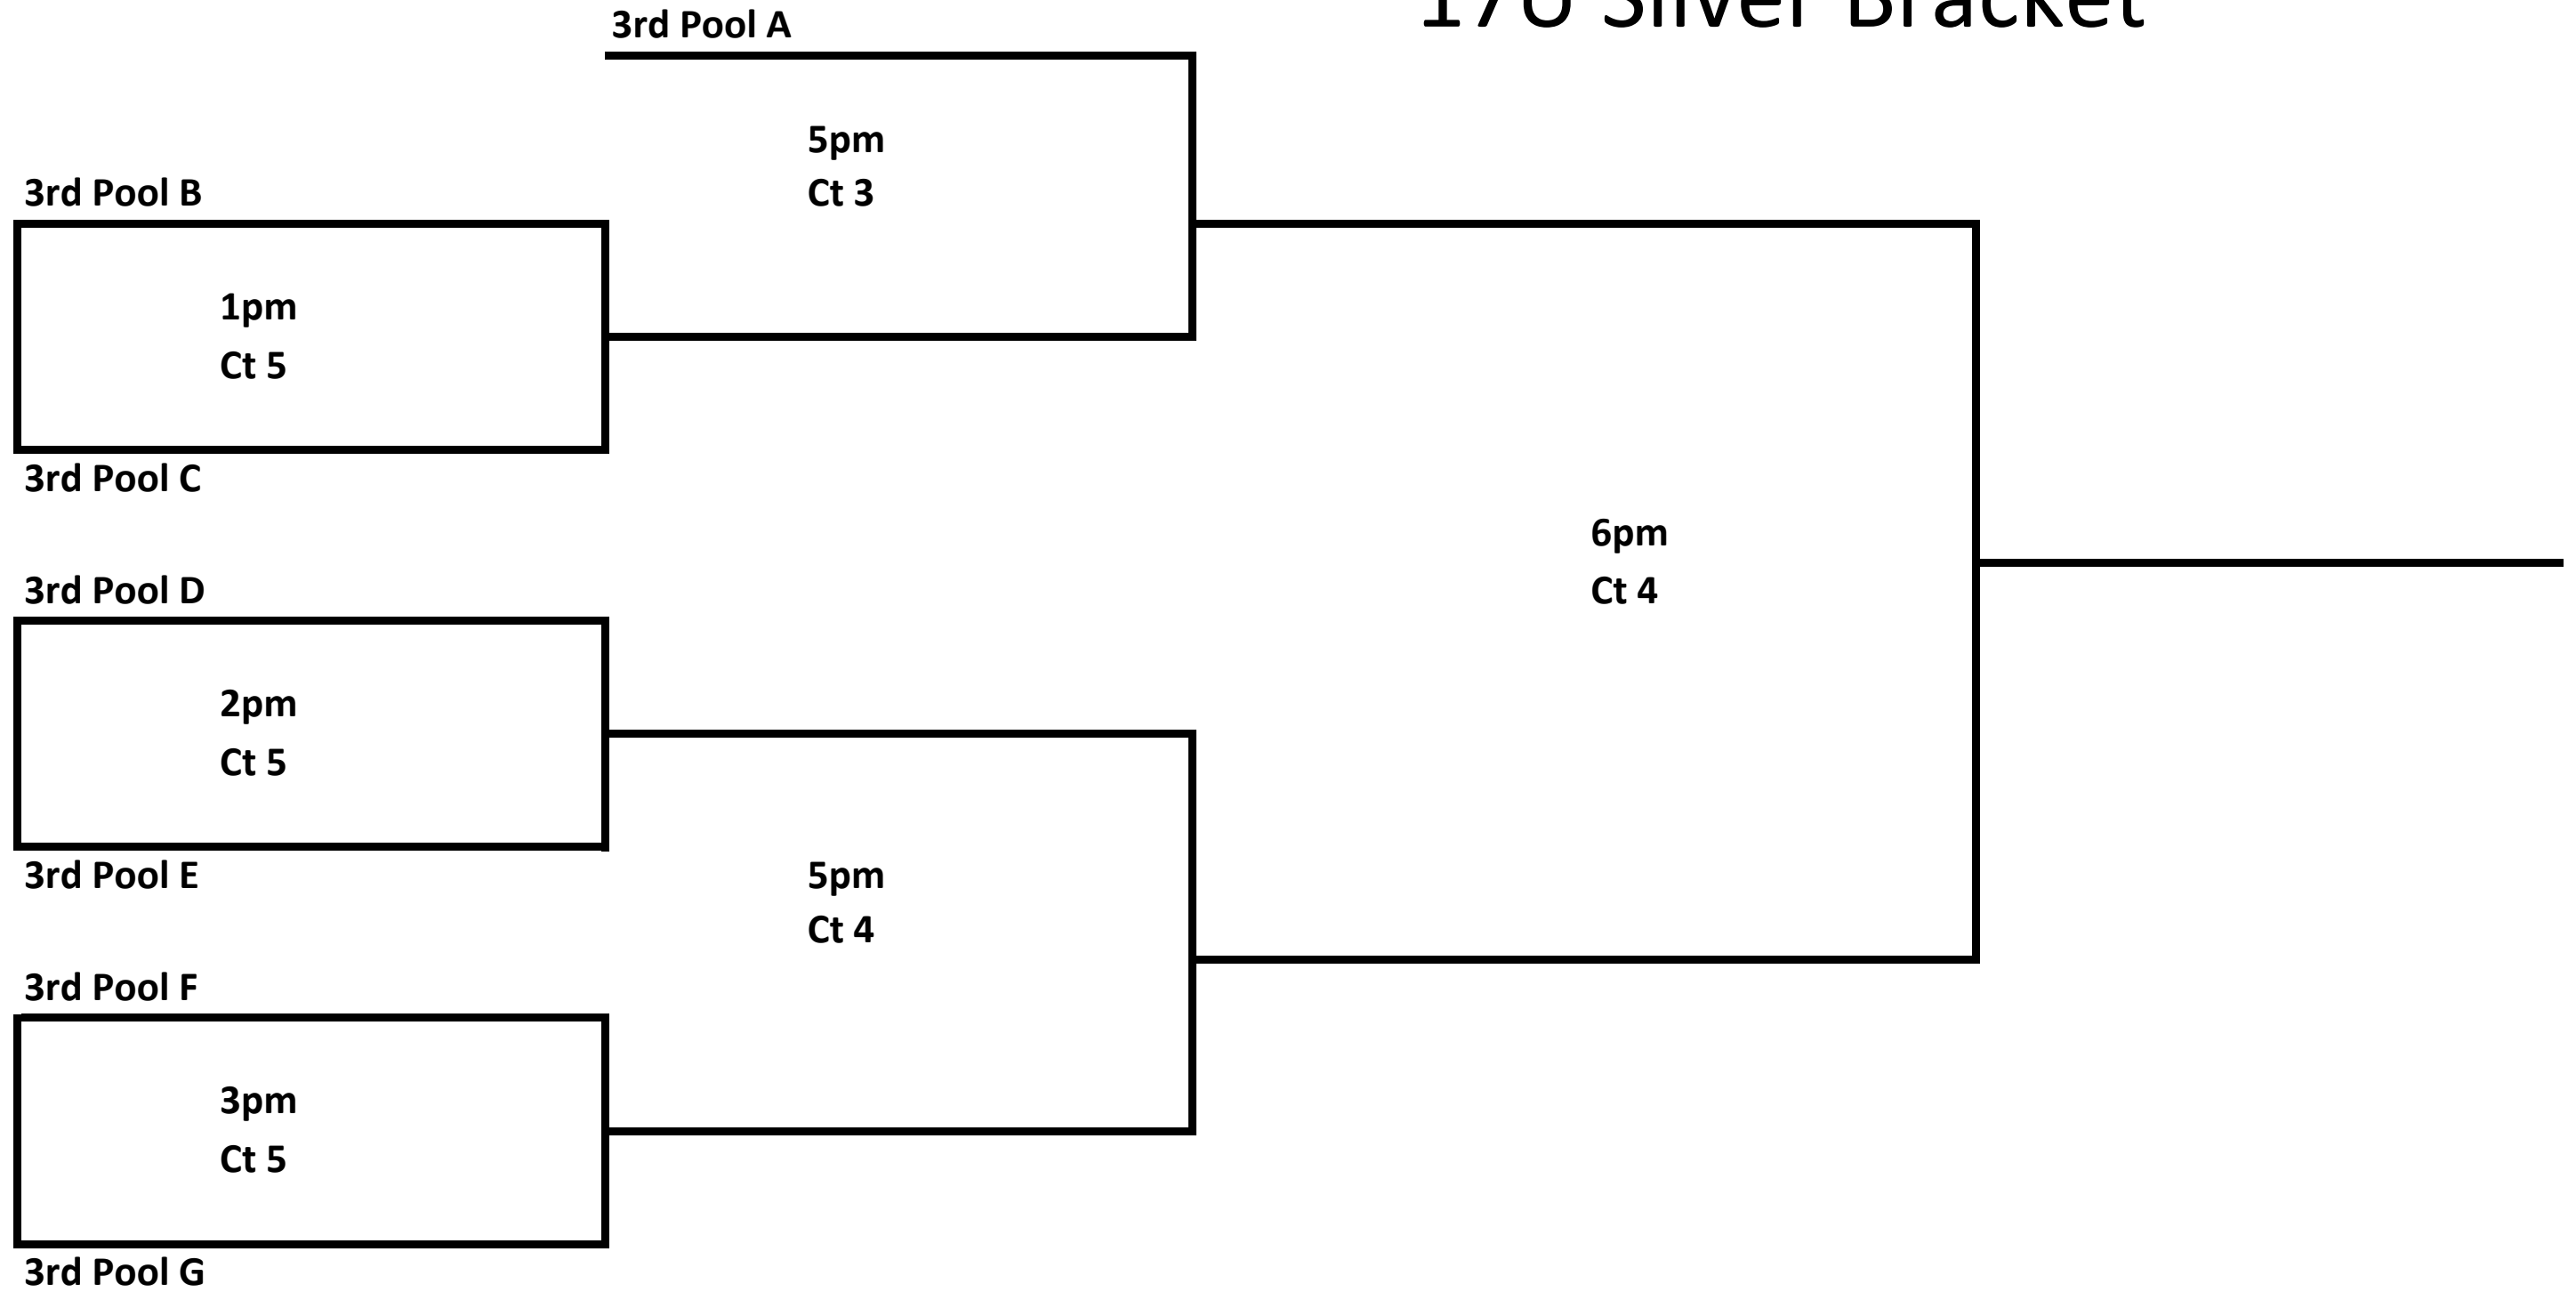 17U Silver Bracket
3rd Pool A
5pm
Ct 3
3rd Pool B
1pm
Ct 5
3rd Pool C
6pm
Ct 4
3rd Pool D
2pm
Ct 5
3rd Pool E
5pm
Ct 4
3rd Pool F
3pm
Ct 5
3rd Pool G